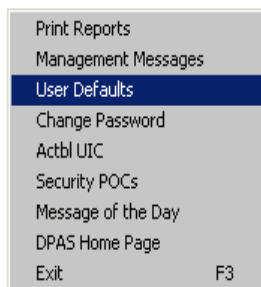 Print Reports
Management Messages
User Defaults
Change Password
Actbl UIC
Security POCs
Message of the Day
DPAS Home Page
Exit F3